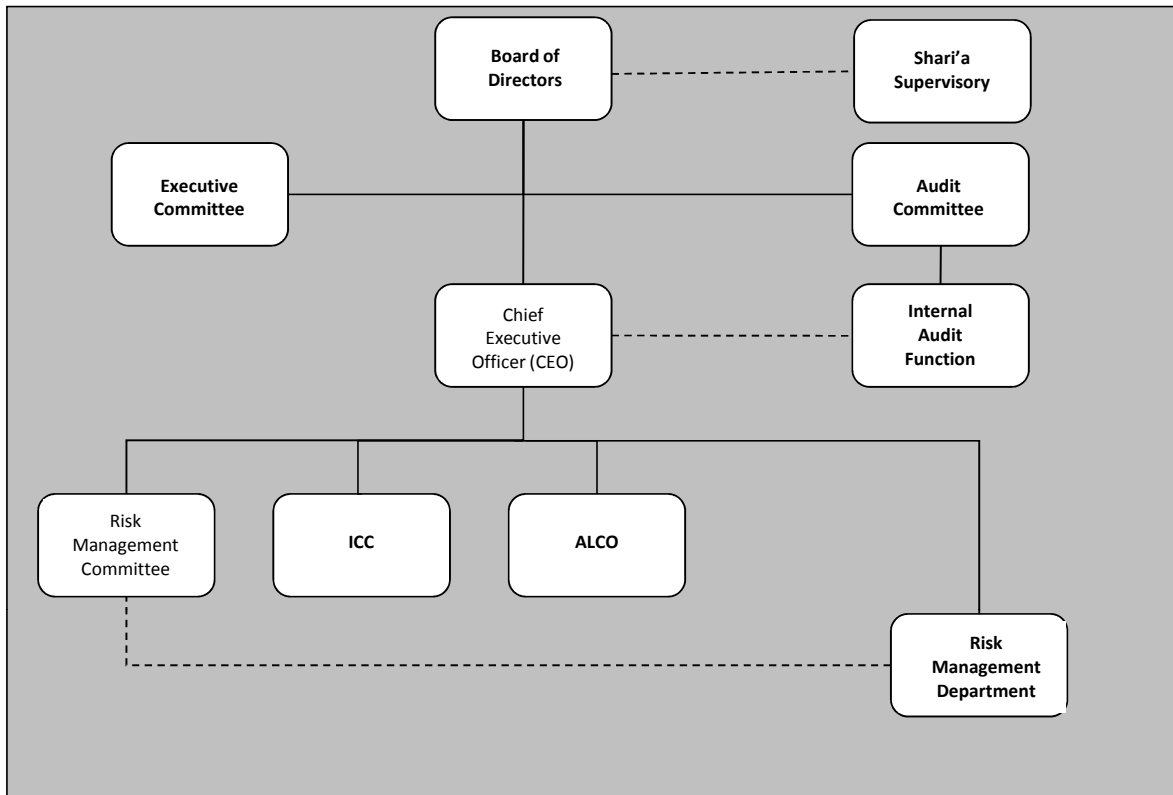 Board of
Directors
Shari’a
Supervisory
Executive
Committee
Audit
Committee
Chief
Executive
Officer (CEO)
Internal
Audit
Function
Risk
Management
Committee
ICC
ALCO
Risk
Management
Department